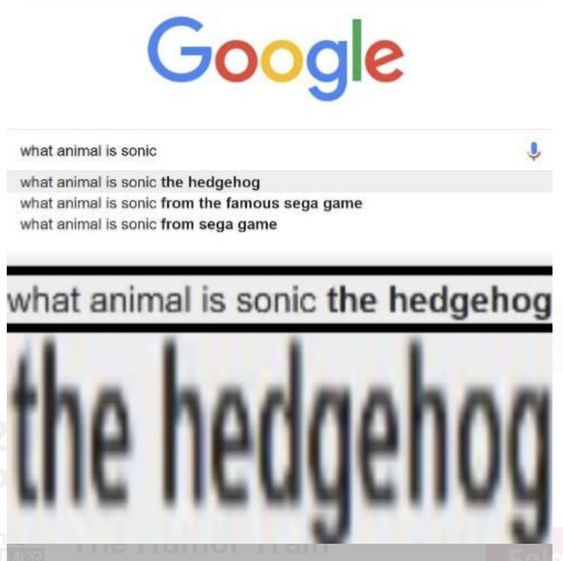 Google
what animal is sonic
what animal is sonic the hedgehog
what animal is sonic from the famous sega game
what animal is sonic from sega game
what animal is sonic the hedgehog
the hedgehog